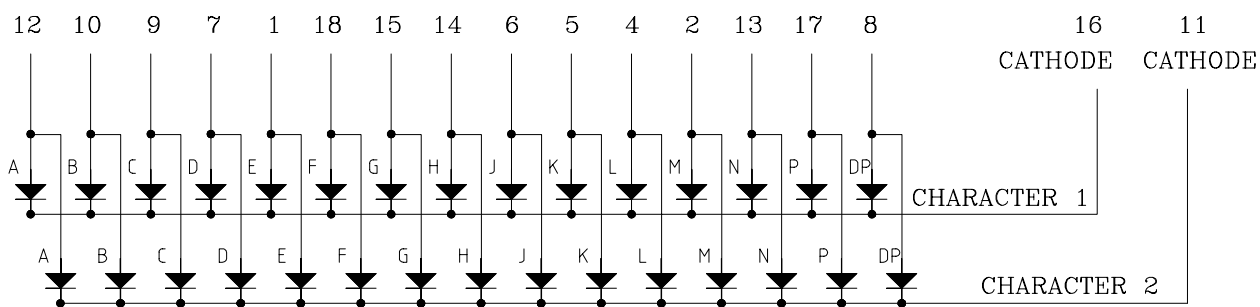 12 10 9 7 1 18 15 14 6 5 4 2 13 17 8 16 11
CATHODE CATHODE
A B C D E F G H J K L M N P DP
CHARACTER 1
A B C D E F G H J K L M N P DP
CHARACTER 2